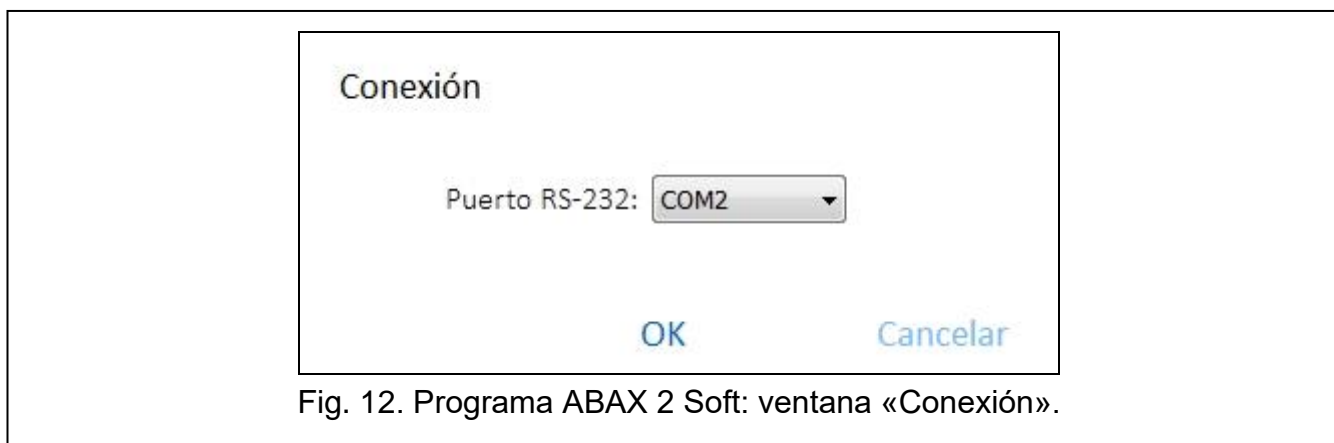 Conexión
Puerto RS-232: COM2
OK Cancelar
Fig. 12. Programa ABAX 2 Soft: ventana «Conexión».